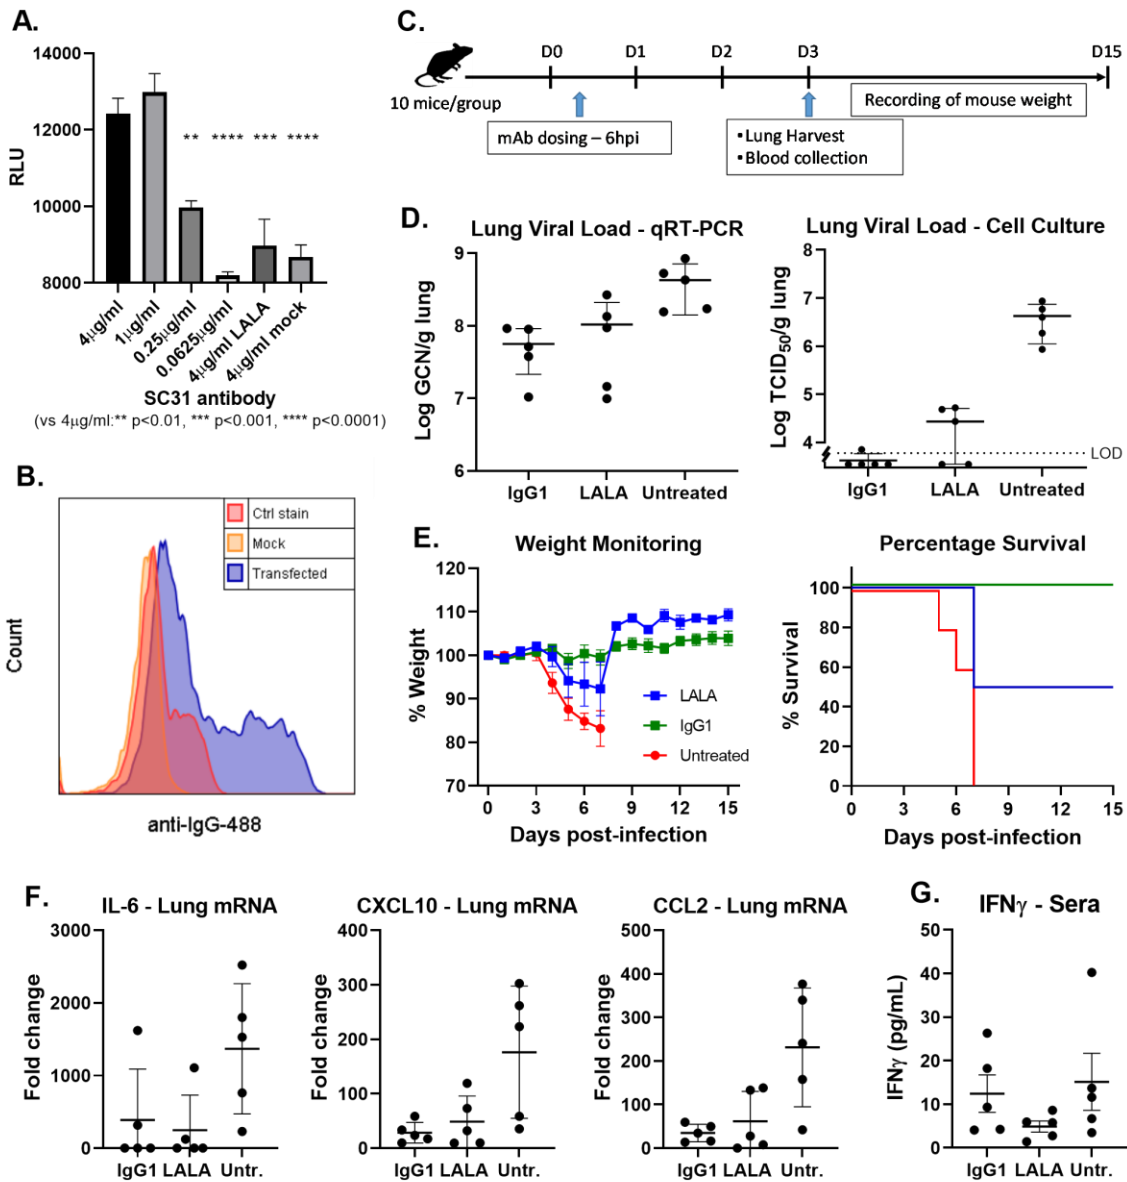 A.
14000
12000
10000
8000
RLU
** **** *** ****
4μg/ml
1μg/ml
0.25μg/ml
0.0625μg/ml
4μg/ml LALA
4μg/ml mock
SC31 antibody
(vs 4μg/ml:** p<0.01, *** p<0.001, **** p<0.0001)
B.
Ctrl stain
Mock
Transfected
Count
anti-IgG-488
C.
D0 D1 D2 D3 D15
10 mice/group
mAb dosing – 6hpi
•Lung Harvest
•Blood collection
Recording of mouse weight
D.
Lung Viral Load - qRT-PCR
9
8
7
6
Log GCN/g lung
IgG1 LALA Untreated
Lung Viral Load - Cell Culture
8
7
6
5
4
Log TCID50/g lung
LOD
IgG1 LALA Untreated
E.
Weight Monitoring
120
110
100
90
80
70
% Weight
LALA
IgG1
Untreated
0 3 6 9 12 15
Days post-infection
Percentage Survival
100
80
60
40
20
0
% Survival
0 3 6 9 12 15
Days post-infection
F.
IL-6 - Lung mRNA
3000
2000
1000
0
Fold change
IgG1 LALA Untr.
CXCL10 - Lung mRNA
400
300
200
100
0
Fold change
IgG1 LALA Untr.
CCL2 - Lung mRNA
500
400
300
200
100
0
Fold change
IgG1 LALA Untr.
G.
IFNγ - Sera
50
40
30
20
10
0
IFNγ (pg/mL)
IgG1 LALA Untr.